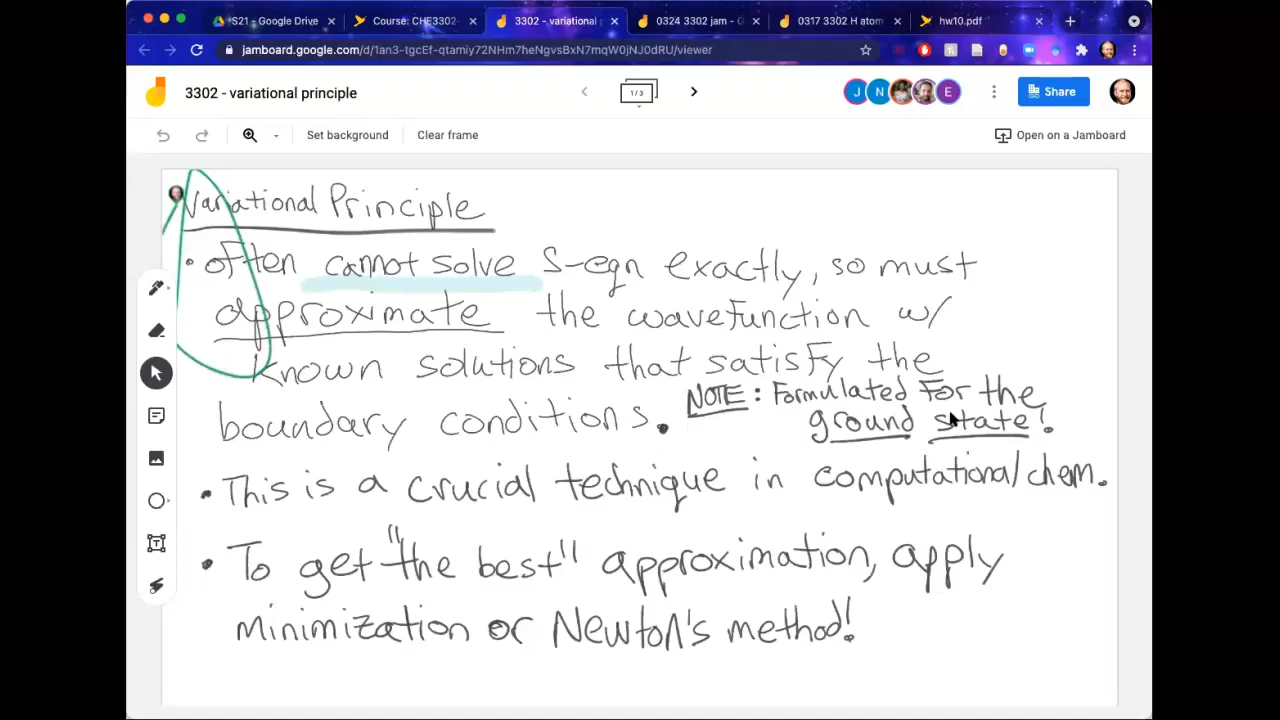 *S21 - Google Drive
Course: CHE3302-
3302 - variational p
0324 3302 jam - G
0317 3302 H atom
hw10.pdf
jamboard.google.com/d/1an3-tgcEf-qtamiy72NHm7heNgvsBxN7mqW0jNJ0dRU/viewer
3302 - variational principle
1/3
J N E
Share
Set background
Clear frame
Open on a Jamboard
Variational Principle
• often cannot solve S-eqn exactly, so must
approximate the wavefunction w/
known solutions that satisfy the
boundary conditions.
NOTE: Formulated For the
ground state!
• This is a crucial technique in computational chem.
• To get "the best" approximation, apply
minimization or Newton's method!